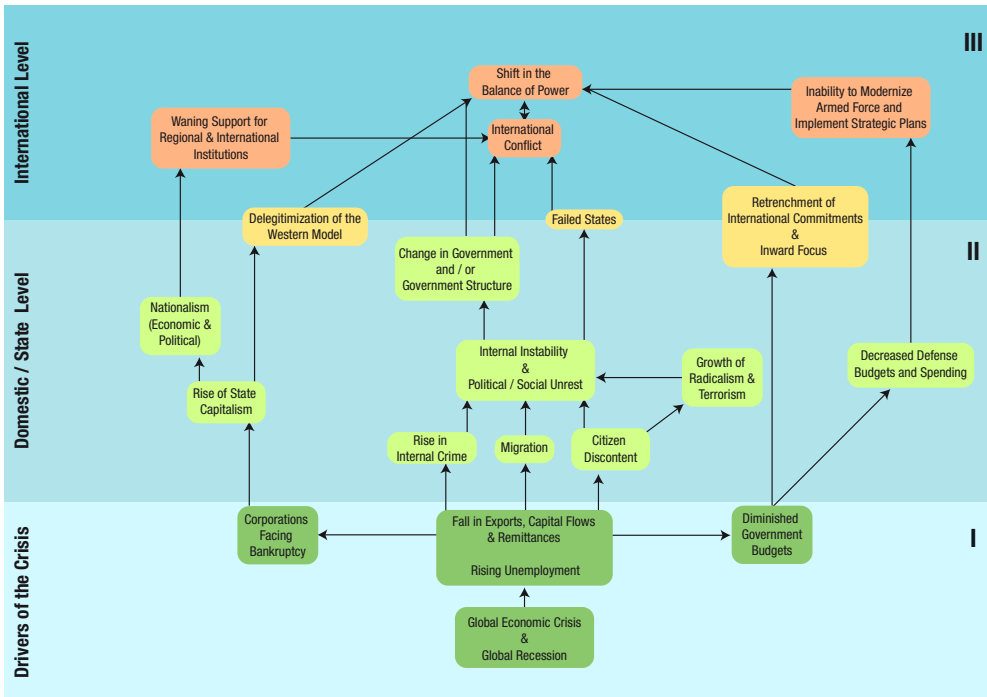 International Level
III
Shift in the
Balance of Power
Inability to Modernize
Armed Force and
Implement Strategic Plans
Waning Support for
Regional & International
Institutions
International
Conflict
Retrenchment of
International Commitments
&
Inward Focus
Delegitimization of the
Western Model
Failed States
Domestic / State Level
II
Change in Government
and / or
Government Structure
Nationalism
(Economic &
Political)
Internal Instability
&
Political / Social Unrest
Growth of
Radicalism &
Terrorism
Decreased Defense
Budgets and Spending
Rise of State
Capitalism
Rise in
Internal Crime
Migration
Citizen
Discontent
Drivers of the Crisis
I
Corporations
Facing
Bankruptcy
Fall in Exports, Capital Flows
& Remittances
Rising Unemployment
Diminished
Government
Budgets
Global Economic Crisis
&
Global Recession